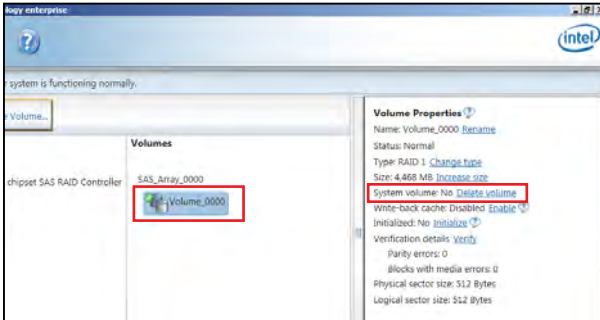 logy enterprise
intel
system is functioning normally.
Volume...
Volumes
chipset SAS RAID Controller
SAS_Array_0000
Volume_0000
Volume Properties
Name: Volume_0000 Rename
Status: Normal
Type: RAID 1 Change type
Size: 4,468 MB Increase size
System volume: No Delete volume
Write-back cache: Disabled Enable
Initialized: No Initialize
Verification details Verify
Parity errors: 0
Blocks with media errors: 0
Physical sector size: 512 Bytes
Logical sector size: 512 Bytes